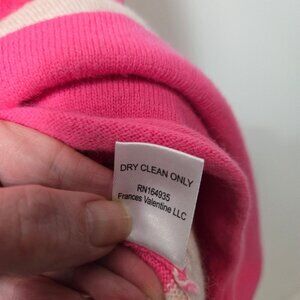 DRY CLEAN ONLY
RN164935
Frances Valentine LLC